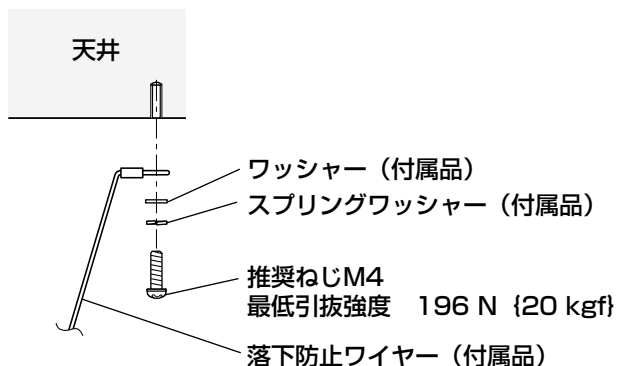 天井
ワッシャー（付属品）
スプリングワッシャー（付属品）
推奨ねじM4
最低引抜強度　196 N {20 kgf}
落下防止ワイヤー（付属品）